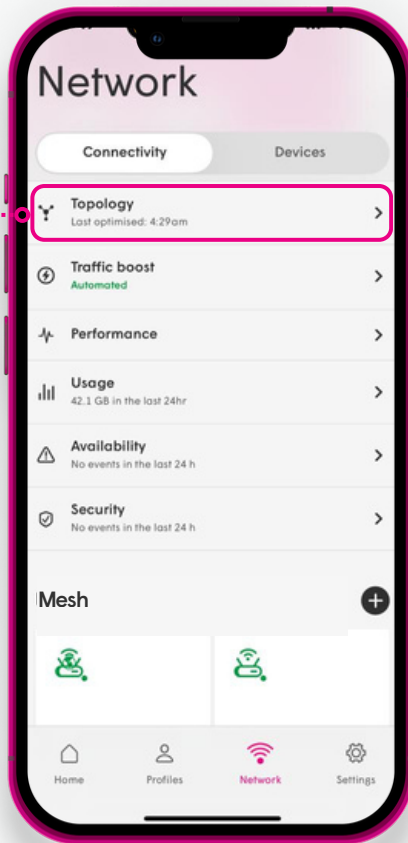 Network
Connectivity
Devices
Topology
Last optimised: 4:29am
Traffic boost
Automated
Performance
Usage
42.1 GB in the last 24hr
Availability
No events in the last 24 h
Security
No events in the last 24 h
Mesh
Home
Profiles
Network
Settings